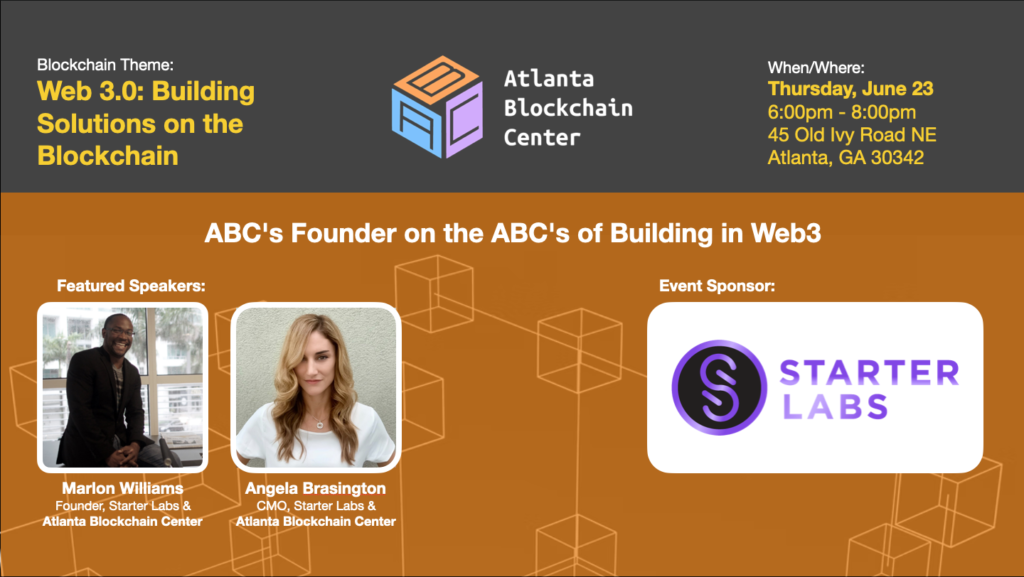 Blockchain Theme:
Web 3.0: Building
Solutions on the
Blockchain
BAC
Atlanta
Blockchain
Center
When/Where:
Thursday, June 23
6:00pm - 8:00pm
45 Old Ivy Road NE
Atlanta, GA 30342
ABC's Founder on the ABC's of Building in Web3
Featured Speakers:
Marlon Williams
Founder, Starter Labs &
Atlanta Blockchain Center
Angela Brasington
CMO, Starter Labs &
Atlanta Blockchain Center
Event Sponsor:
STARTER
LABS